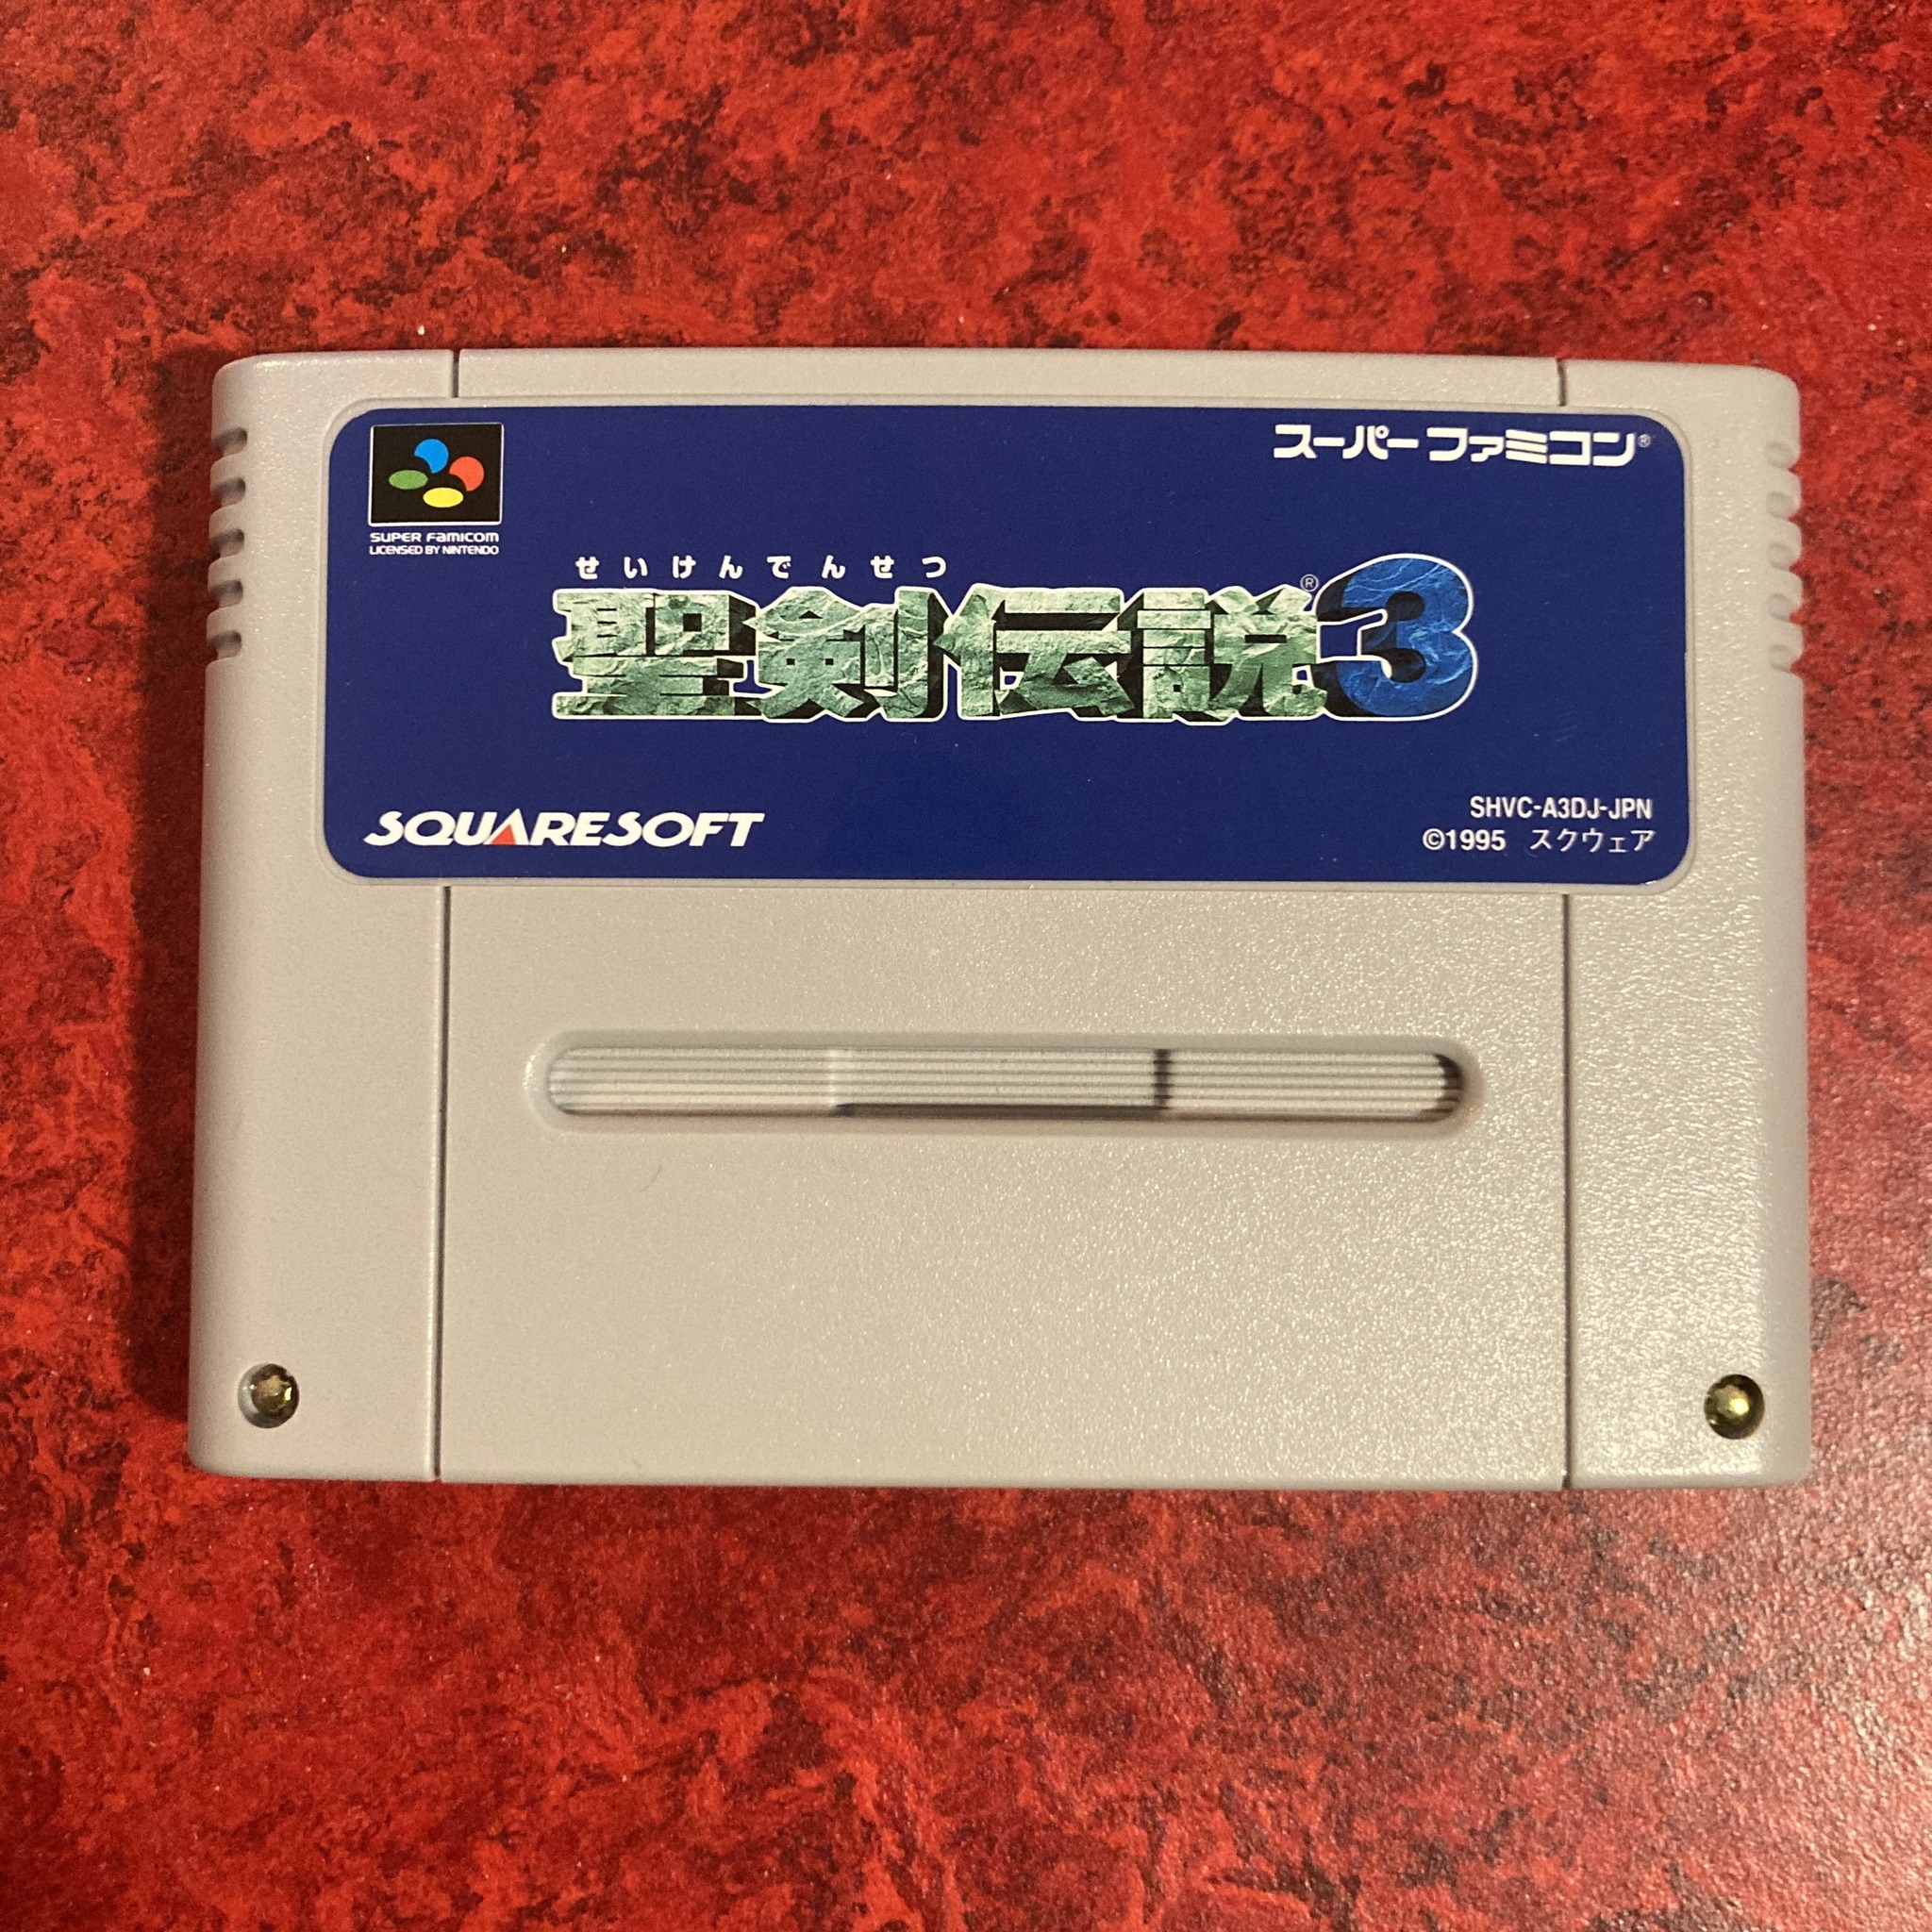 スーパーファミコン®
SUPER FAMICOM
LICENSED BY NINTENDO
せいけんでんせつ
聖剣伝説®3
SQUARESOFT
SHVC-A3DJ-JPN
©1995 スクウェア